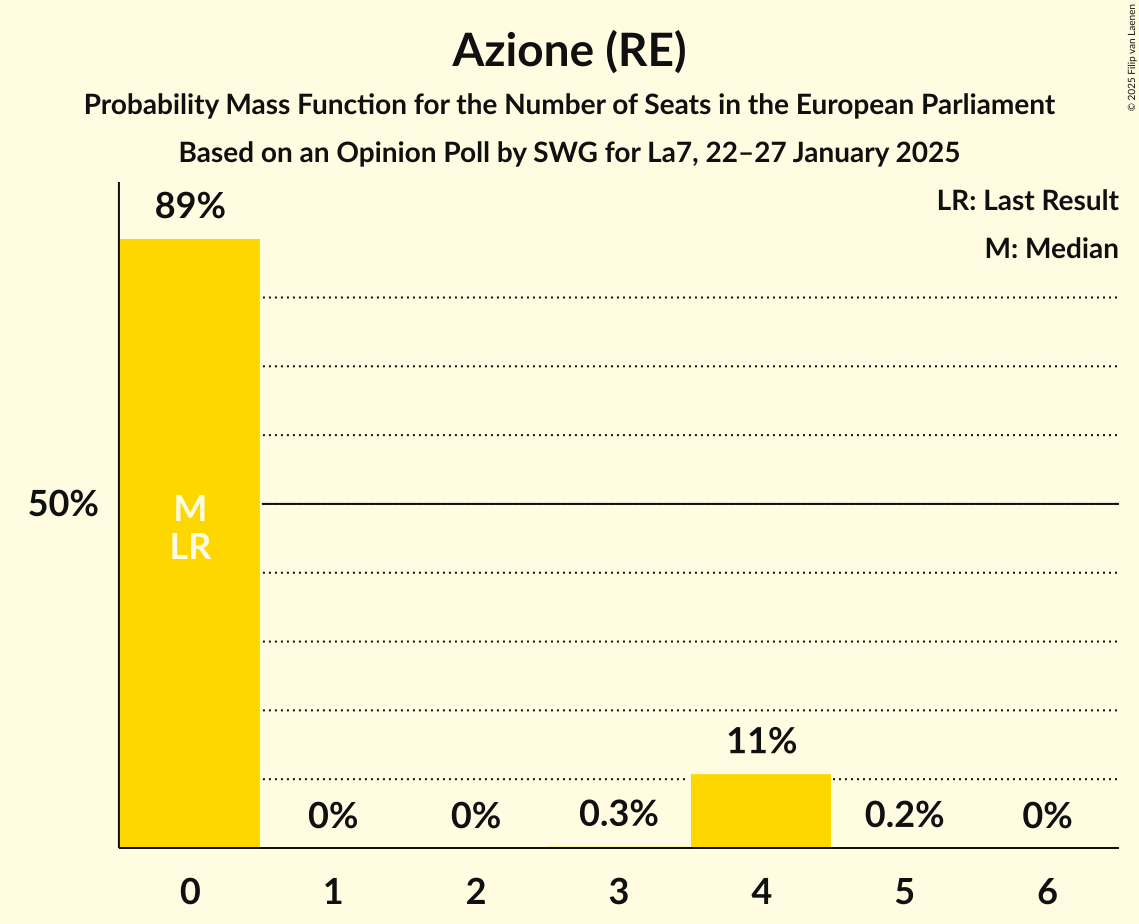 Azione (RE)
Probability Mass Function for the Number of Seats in the European Parliament
Based on an Opinion Poll by SWG for La7, 22–27 January 2025
© 2025 Filip van Laenen
LR: Last Result
M: Median
89%
50%
M
LR
0%
0%
0.3%
11%
0.2%
0%
0
1
2
3
4
5
6